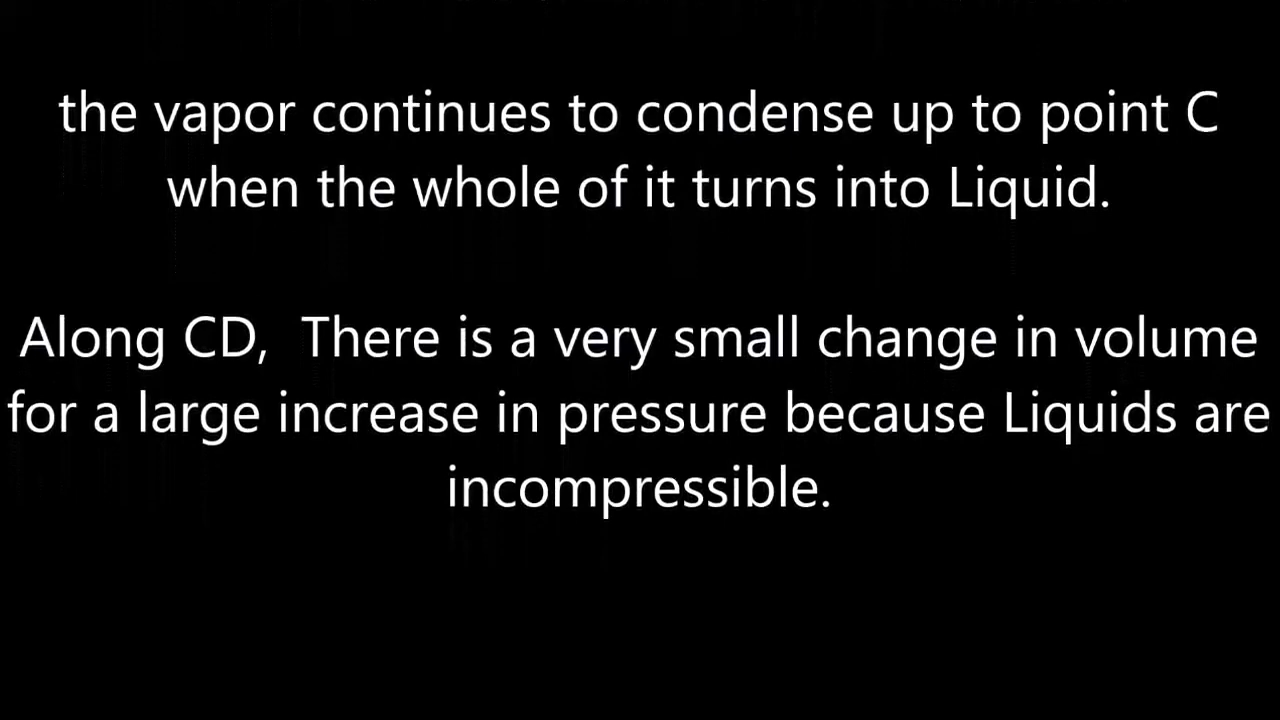 the vapor continues to condense up to point C
when the whole of it turns into Liquid.
Along CD,  There is a very small change in volume
for a large increase in pressure because Liquids are
incompressible.